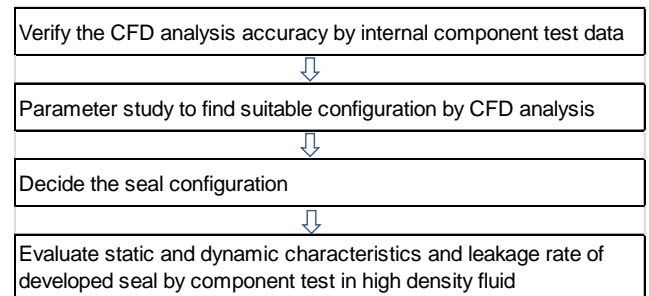 Verify the CFD analysis accuracy by internal component test data
Parameter study to find suitable configuration by CFD analysis
Decide the seal configuration
Evaluate static and dynamic characteristics and leakage rate of
developed seal by component test in high density fluid